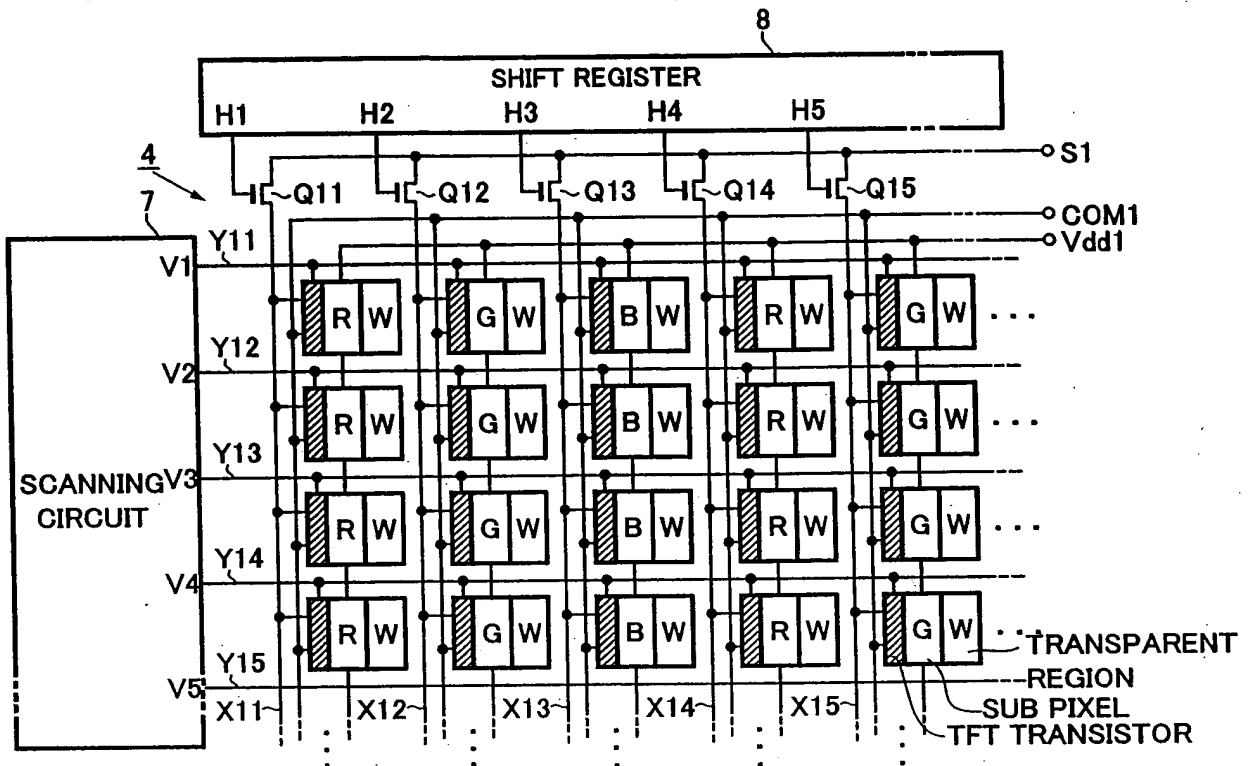 8
SHIFT REGISTER
H1 H2 H3 H4 H5
S1
4
Q11 Q12 Q13 Q14 Q15
7
COM1
Y11
Vdd1
V1
R W G W B W R W G W ...
Y12
V2
R W G W B W R W G W ...
Y13
SCANNING V3
CIRCUIT
R W G W B W R W G W ...
Y14
V4
R W G W B W R W G W ...
TRANSPARENT
REGION
Y15
V5
X11 X12 X13 X14 X15
SUB PIXEL
TFT TRANSISTOR